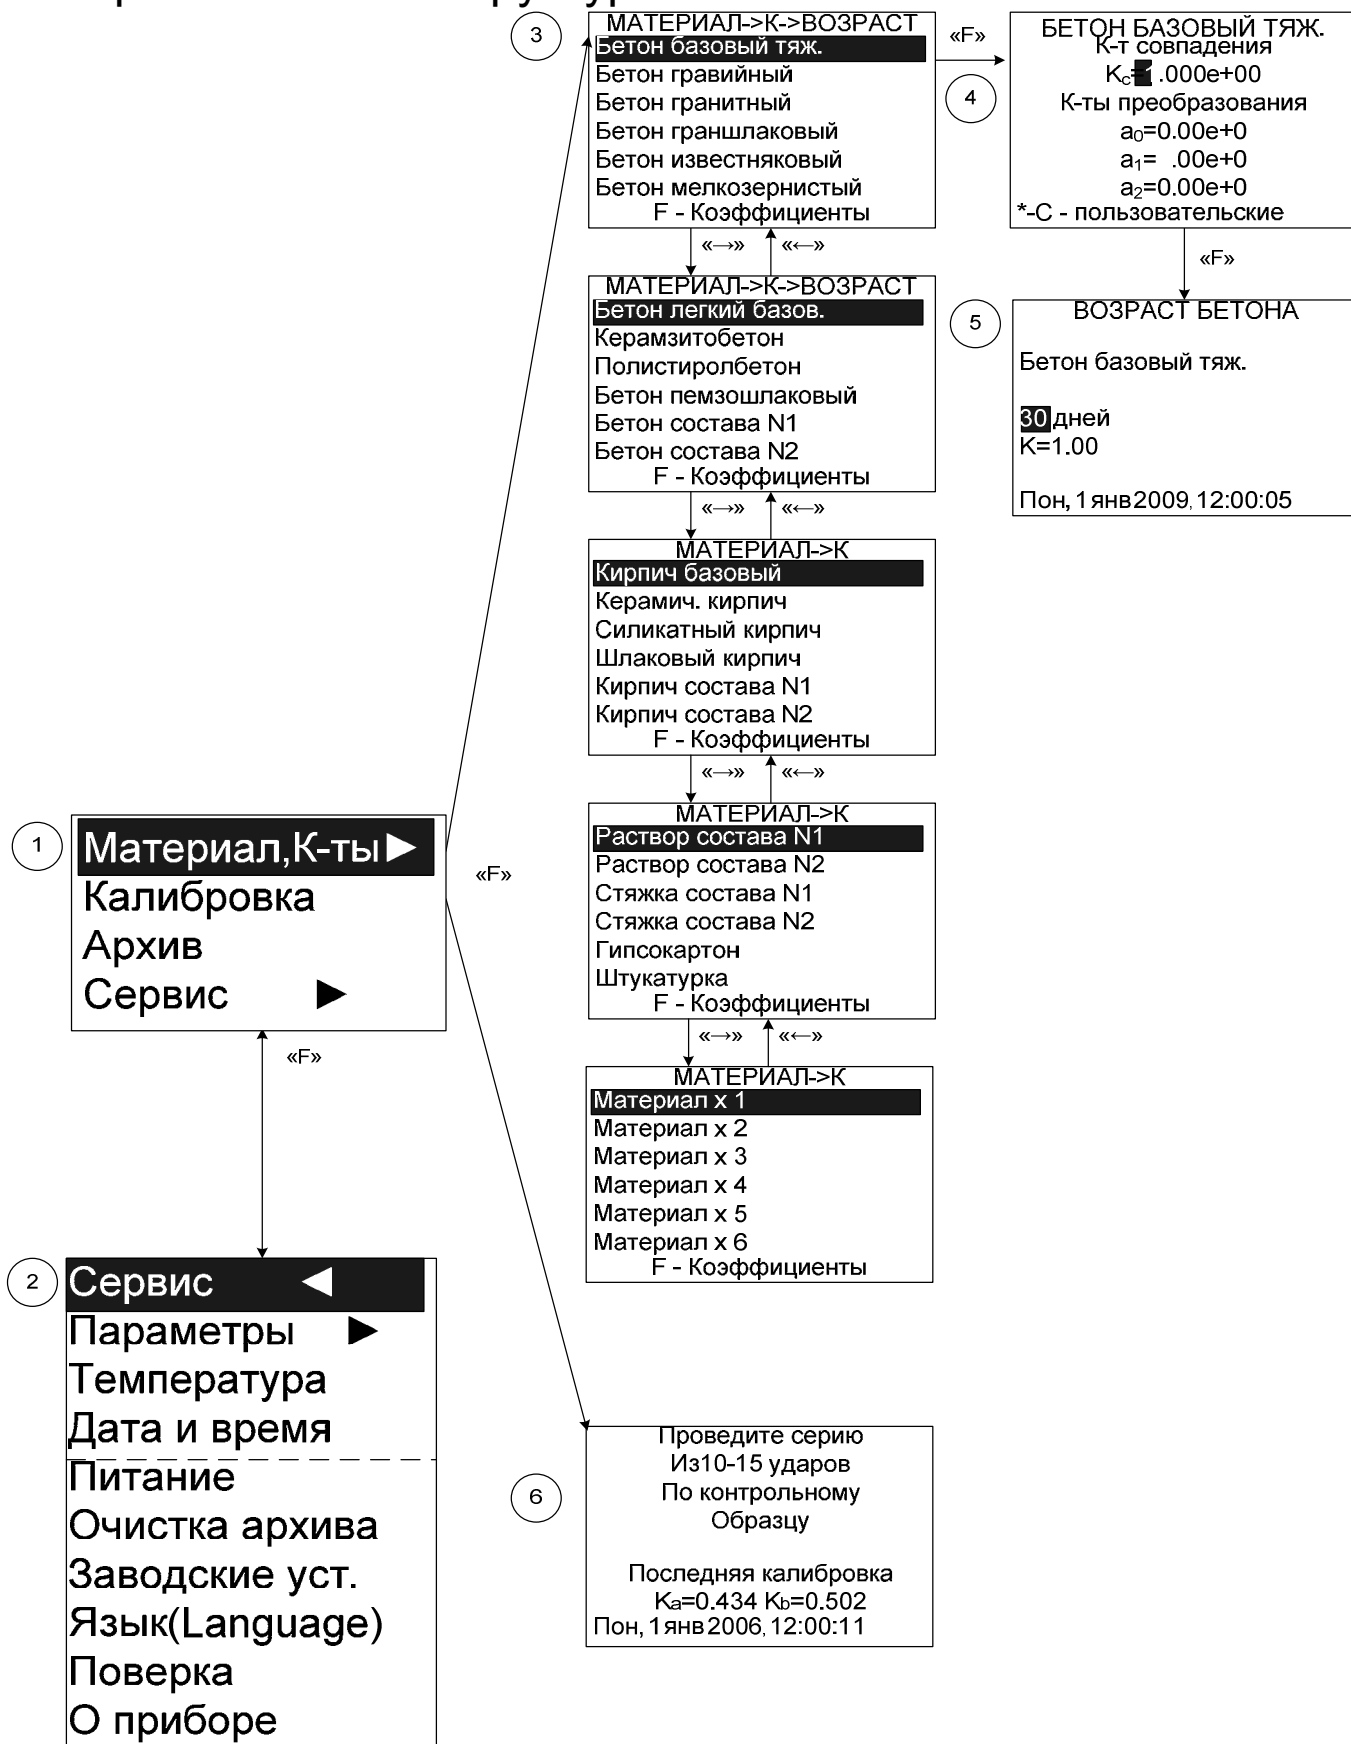 3
МАТЕРИАЛ->К->ВОЗРАСТ
Бетон базовый тяж.
Бетон гравийный
Бетон гранитный
Бетон граншлаковый
Бетон известняковый
Бетон мелкозернистый
F - Коэффициенты
«F»
4
БЕТОН БАЗОВЫЙ ТЯЖ.
К-т совпадения
Kc=1.000e+00
К-ты преобразования
a0=0.00e+0
a1= .00e+0
a2=0.00e+0
*-С - пользовательские
«→» «←»
«F»
МАТЕРИАЛ->К->ВОЗРАСТ
Бетон легкий базов.
Керамзитобетон
Полистиролбетон
Бетон пемзошлаковый
Бетон состава N1
Бетон состава N2
F - Коэффициенты
5
ВОЗРАСТ БЕТОНА
Бетон базовый тяж.
30 дней
K=1.00
Пон, 1 янв 2009, 12:00:05
«→» «←»
МАТЕРИАЛ->К
Кирпич базовый
Керамич. кирпич
Силикатный кирпич
Шлаковый кирпич
Кирпич состава N1
Кирпич состава N2
F - Коэффициенты
«→» «←»
1
Материал,К-ты►
Калибровка
Архив
Сервис ►
«F»
МАТЕРИАЛ->К
Раствор состава N1
Раствор состава N2
Стяжка состава N1
Стяжка состава N2
Гипсокартон
Штукатурка
F - Коэффициенты
«→» «←»
«F»
МАТЕРИАЛ->К
Материал х 1
Материал х 2
Материал х 3
Материал х 4
Материал х 5
Материал х 6
F - Коэффициенты
2
Сервис ◄
Параметры ►
Температура
Дата и время
Питание
Очистка архива
Заводские уст.
Язык(Language)
Поверка
О приборе
6
Проведите серию
Из10-15 ударов
По контрольному
Образцу
Последняя калибровка
Ka=0.434 Kb=0.502
Пон, 1 янв 2006, 12:00:11